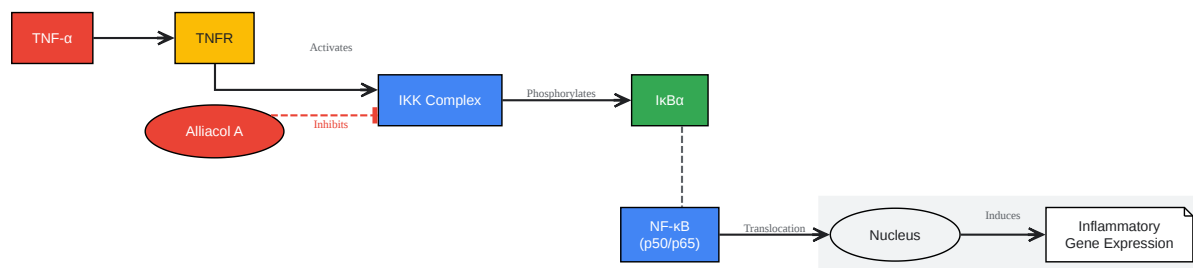 TNF-α
TNFR
Activates
IKK Complex
Phosphorylates
IκBα
Alliacol A
Inhibits
NF-κB
(p50/p65)
Translocation
Nucleus
Induces
Inflammatory
Gene Expression